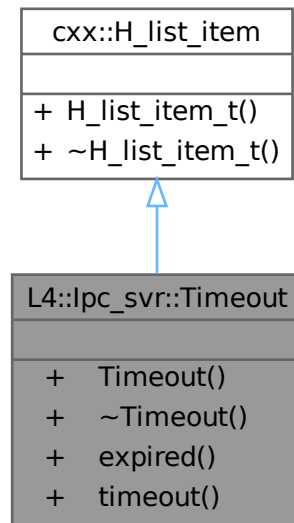 cxx::H_list_item
+ H_list_item_t()
+ ~H_list_item_t()
L4::Ipc_svr::Timeout
+ Timeout()
+ ~Timeout()
+ expired()
+ timeout()